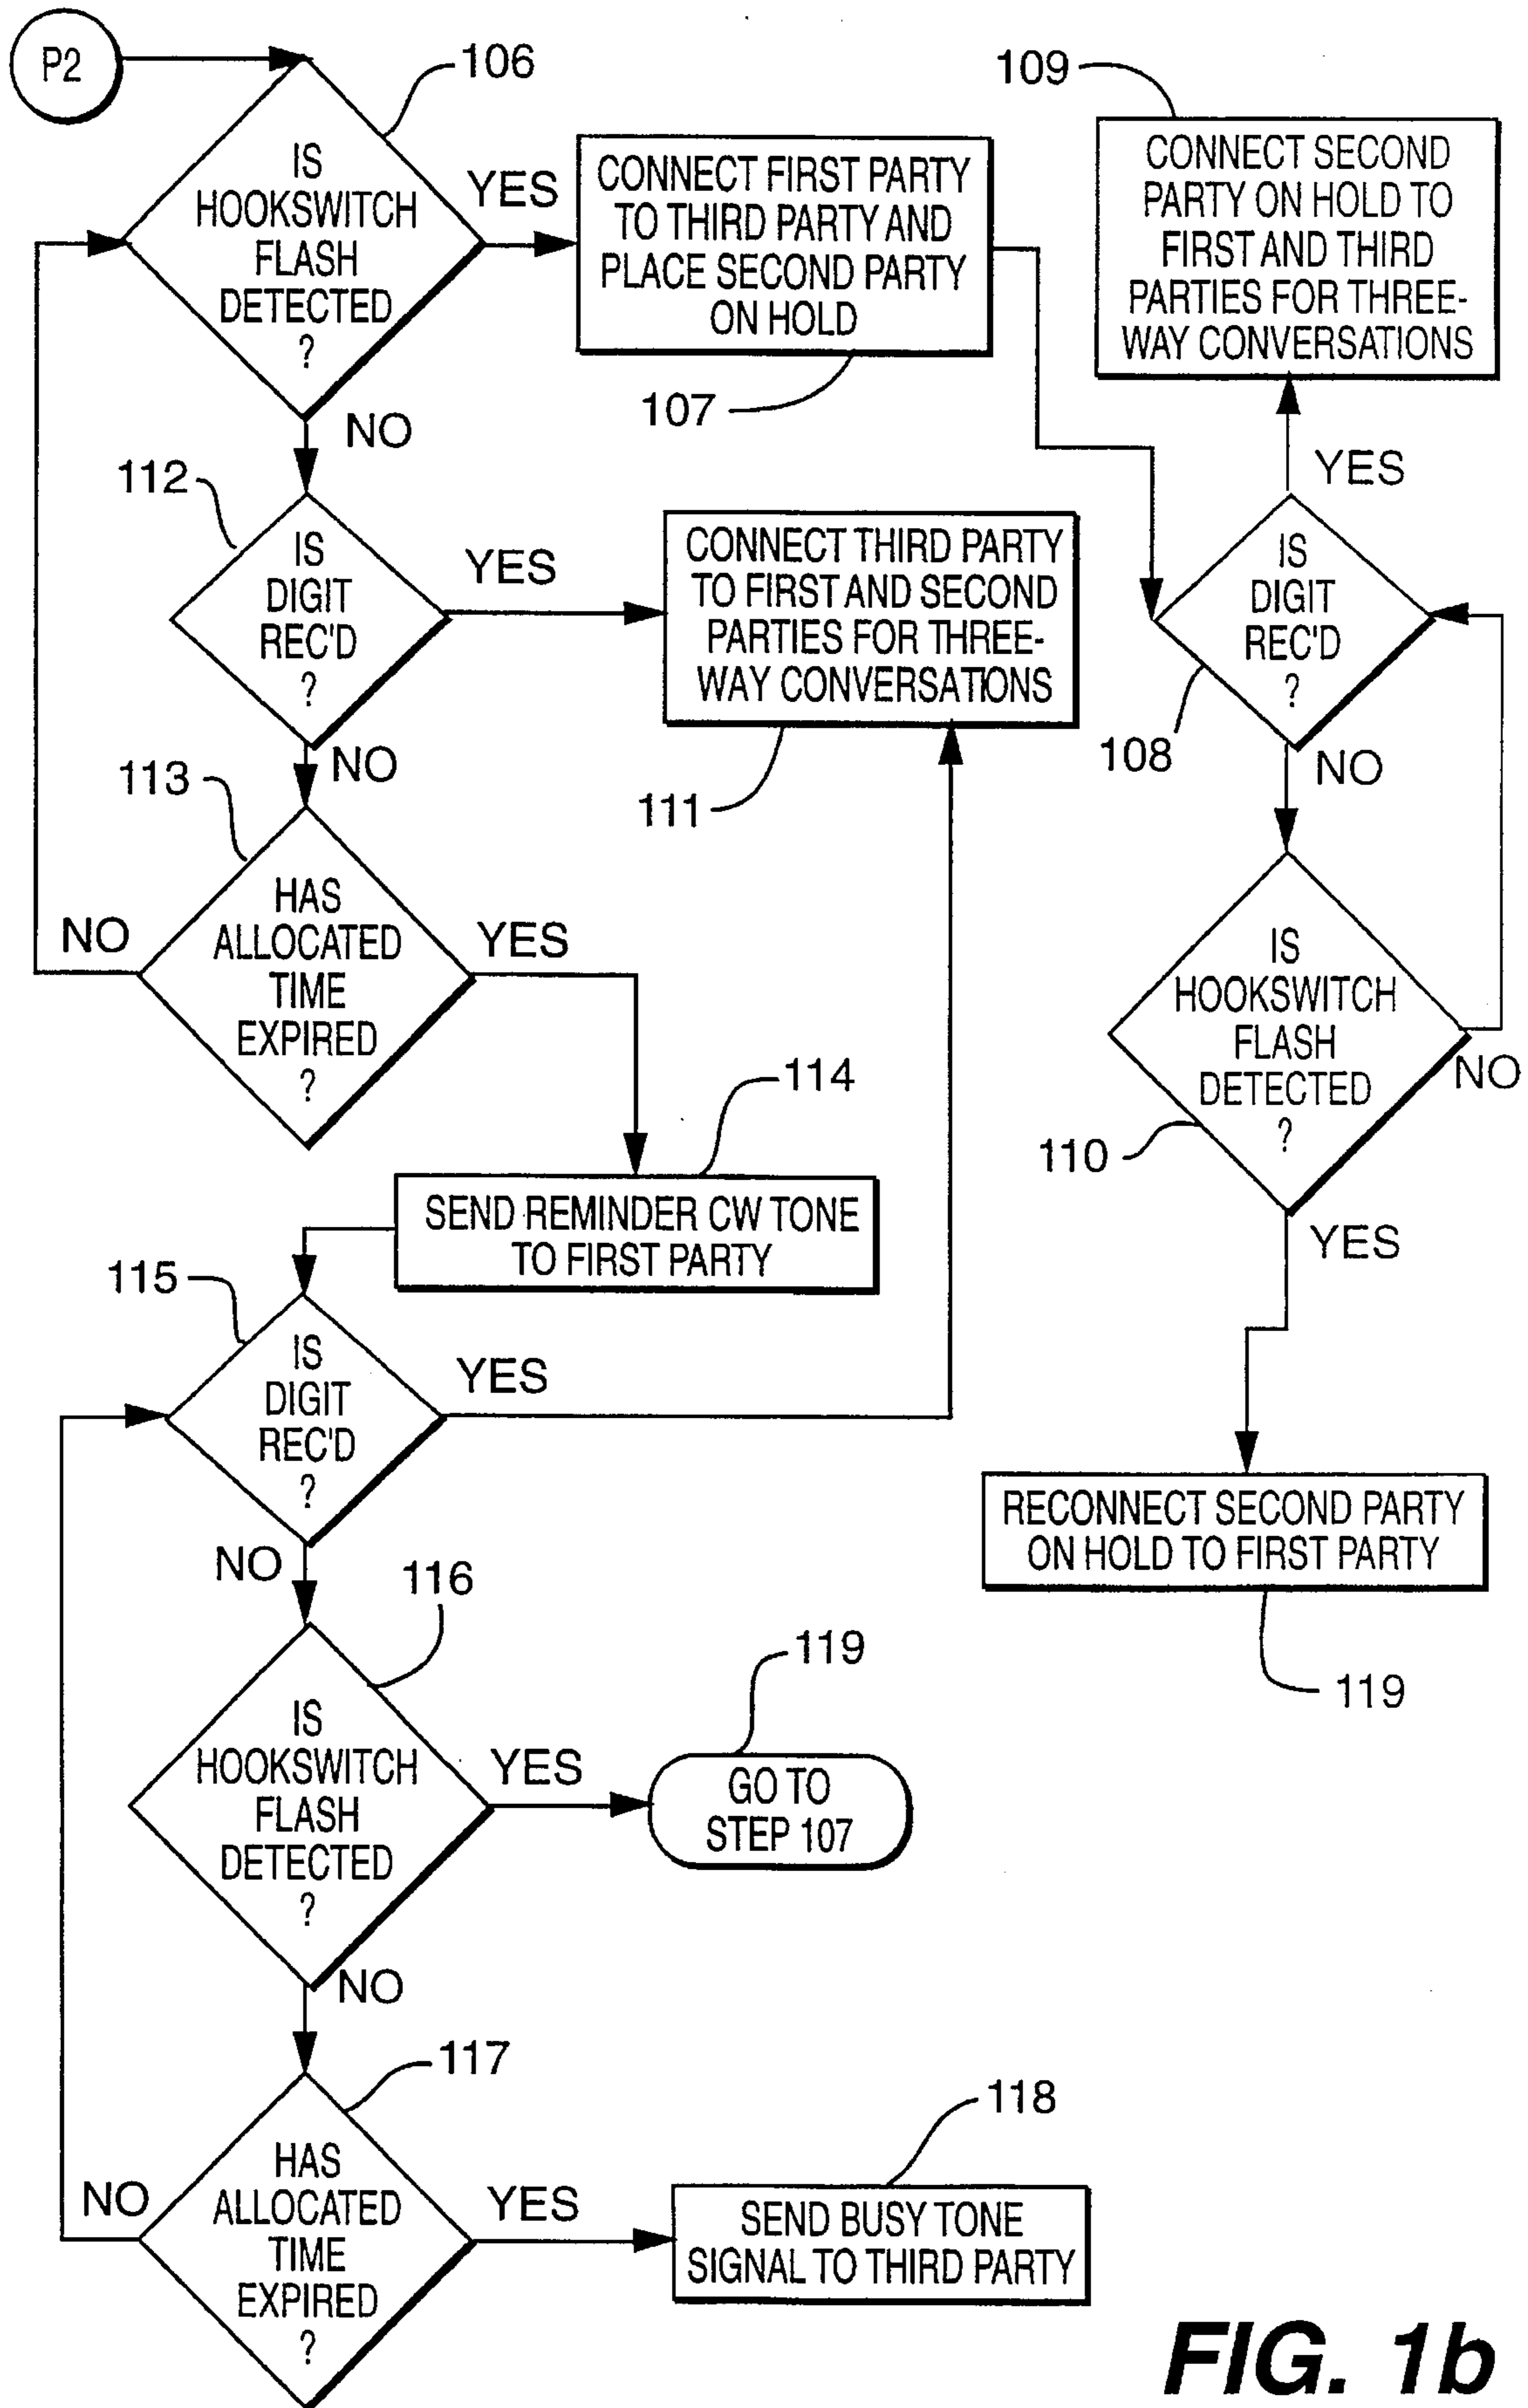 P2
106
IS
HOOKSWITCH
FLASH
DETECTED
?
YES
NO
CONNECT FIRST PARTY
TO THIRD PARTY AND
PLACE SECOND PARTY
ON HOLD
107
109
CONNECT SECOND
PARTY ON HOLD TO
FIRST AND THIRD
PARTIES FOR THREE-
WAY CONVERSATIONS
YES
112
IS
DIGIT
REC'D
?
YES
NO
CONNECT THIRD PARTY
TO FIRST AND SECOND
PARTIES FOR THREE-
WAY CONVERSATIONS
111
IS
DIGIT
REC'D
?
108
NO
113
HAS
ALLOCATED
TIME
EXPIRED
?
NO
YES
IS
HOOKSWITCH
FLASH
DETECTED
?
NO
110
YES
114
SEND REMINDER CW TONE
TO FIRST PARTY
115
IS
DIGIT
REC'D
?
YES
NO
RECONNECT SECOND PARTY
ON HOLD TO FIRST PARTY
119
116
IS
HOOKSWITCH
FLASH
DETECTED
?
YES
NO
119
GO TO
STEP 107
117
HAS
ALLOCATED
TIME
EXPIRED
?
NO
YES
118
SEND BUSY TONE
SIGNAL TO THIRD PARTY
FIG. 1b